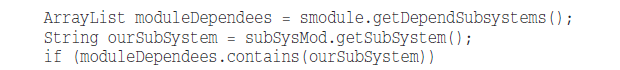 ArrayList moduleDependees = smodule.getDependSubsystems();
String ourSubSystem = subSysMod.getSubSystem();
if (moduleDependees.contains(ourSubSystem))